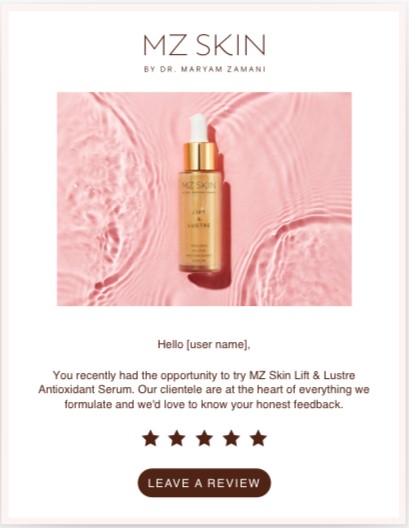 MZ SKIN
BY DR. MARYAM ZAMANI
MZ SKIN
LIFT
&
LUSTRE
Hello [user name],
You recently had the opportunity to try MZ Skin Lift & Lustre
Antioxidant Serum. Our clientele are at the heart of everything we
formulate and we'd love to know your honest feedback.
LEAVE A REVIEW